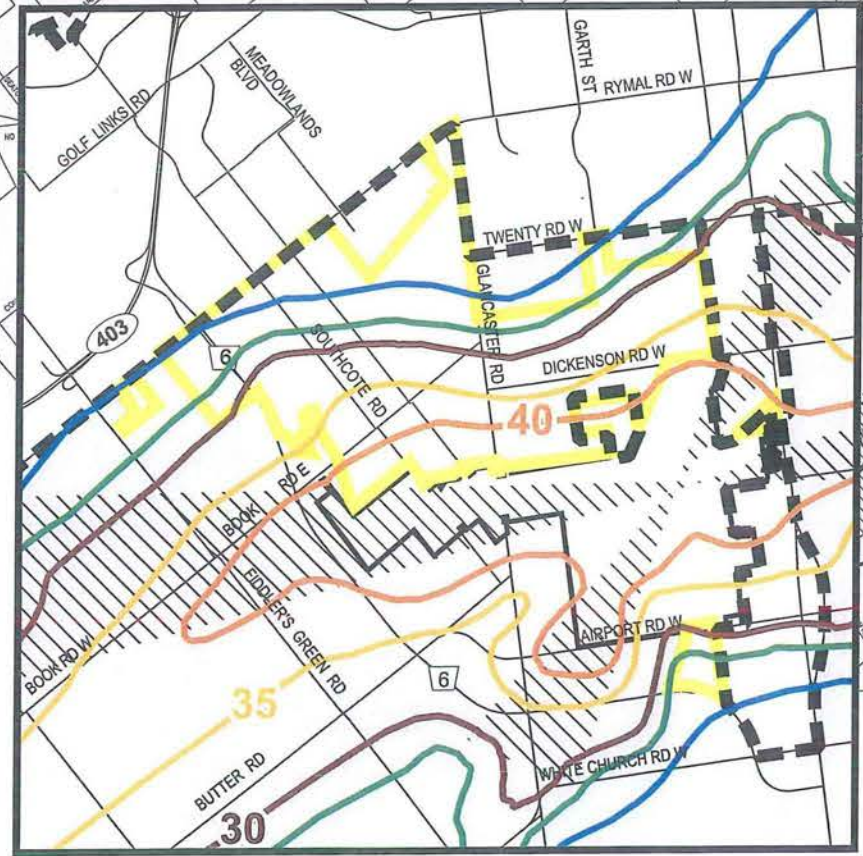 HO
GOLF LINKS RD
MEADOWLANDS
BLVD
GARTH ST
RYMAL RD W
TWENTY RD W
403
6
SOUTHCOTE RD
GLANCASTER RD
DICKENSON RD W
40
BOOK RD E
FIDDLER'S GREEN RD
BOOK RD W
AIRPORT RD W
6
35
BUTTER RD
WHITE CHURCH RD W
30